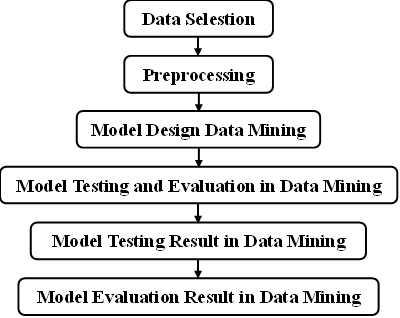 Data Selestion
Preprocessing
Model Design Data Mining
Model Testing and Evaluation in Data Mining
Model Testing Result in Data Mining
Model Evaluation Result in Data Mining